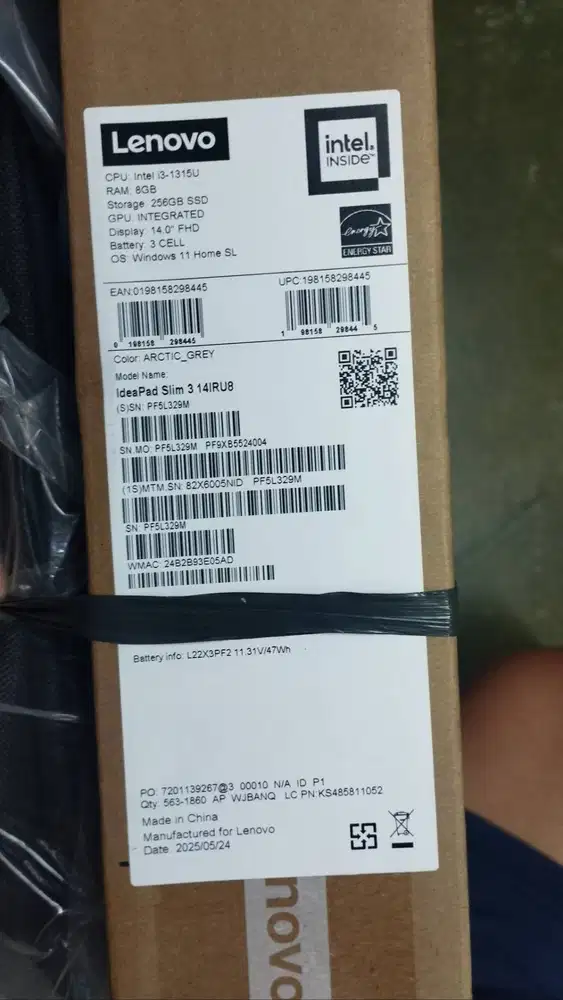 Lenovo
intel.
INSIDE™
CPU: Intel i3-1315U
RAM: 8GB
Storage: 256GB SSD
GPU: INTEGRATED
Display: 14.0" FHD
Battery: 3 CELL
OS: Windows 11 Home SL
energy
ENERGY STAR
EAN:0198158298445
UPC:198158298445
0 198158 298445
1 98158 29844 5
Color: ARCTIC_GREY
Model Name:
IdeaPad Slim 3 14IRU8
(S)SN: PF5L329M
SN,MO: PF5L329M PF9XB5524004
(1S)MTM,SN: 82X6005NID PF5L329M
SN: PF5L329M
WMAC: 24B2B93E05AD
Battery info: L22X3PF2 11.31V/47Wh
PO: 7201139267@3 00010 N/A ID P1
Qty: 563-1860 AP WJBANQ LC PN:KS485811052
Made in China
Manufactured for Lenovo
Date: 2025/05/24
novo